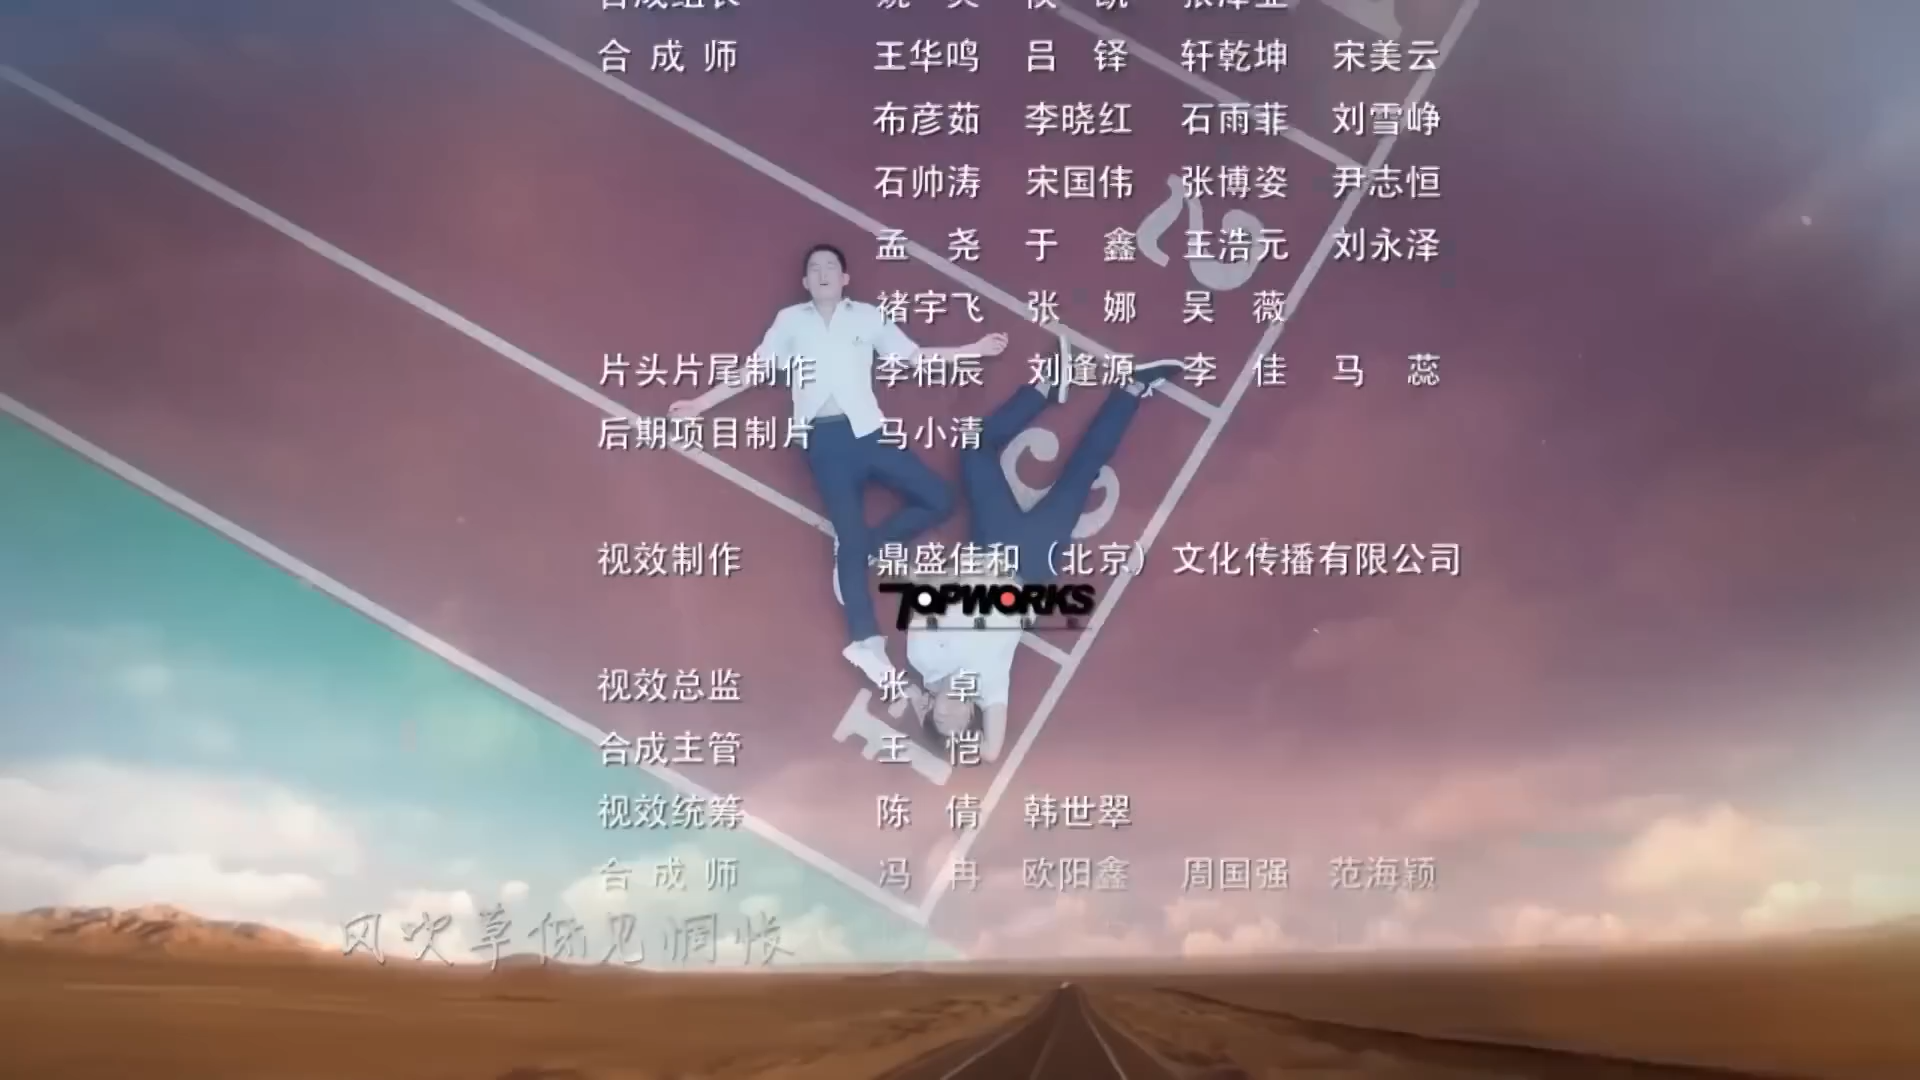 合成师 王华鸣 吕铎 轩乾坤 宋美云
布彦茹 李晓红 石雨菲 刘雪峥
石帅涛 宋国伟 张博姿 尹志恒
孟尧 于鑫 王浩元 刘永泽
褚宇飞 张娜 吴薇
片头片尾制作 李柏辰 刘逢源 李佳 马蕊
后期项目制片 马小清
视效制作 鼎盛佳和（北京）文化传播有限公司
TOPWORKS
视效总监 张卓
合成主管 王恺
视效统筹 陈倩 韩世翠
合成师 冯冉 欧阳鑫 周国强 范海颖
风吹草低见惆怅